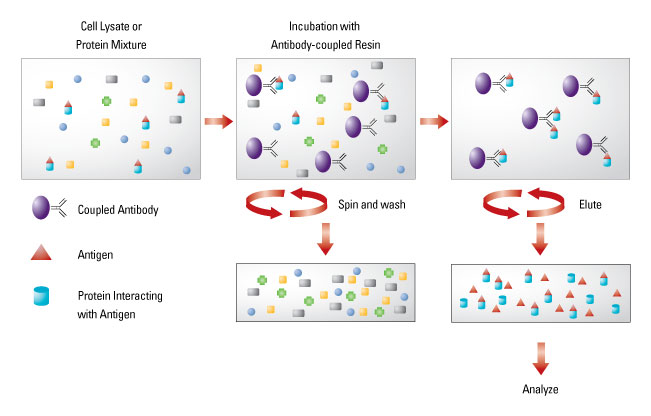 Cell Lysate or
Protein Mixture
Incubation with
Antibody-coupled Resin
Coupled Antibody
Spin and wash
Elute
Antigen
Protein Interacting
with Antigen
Analyze